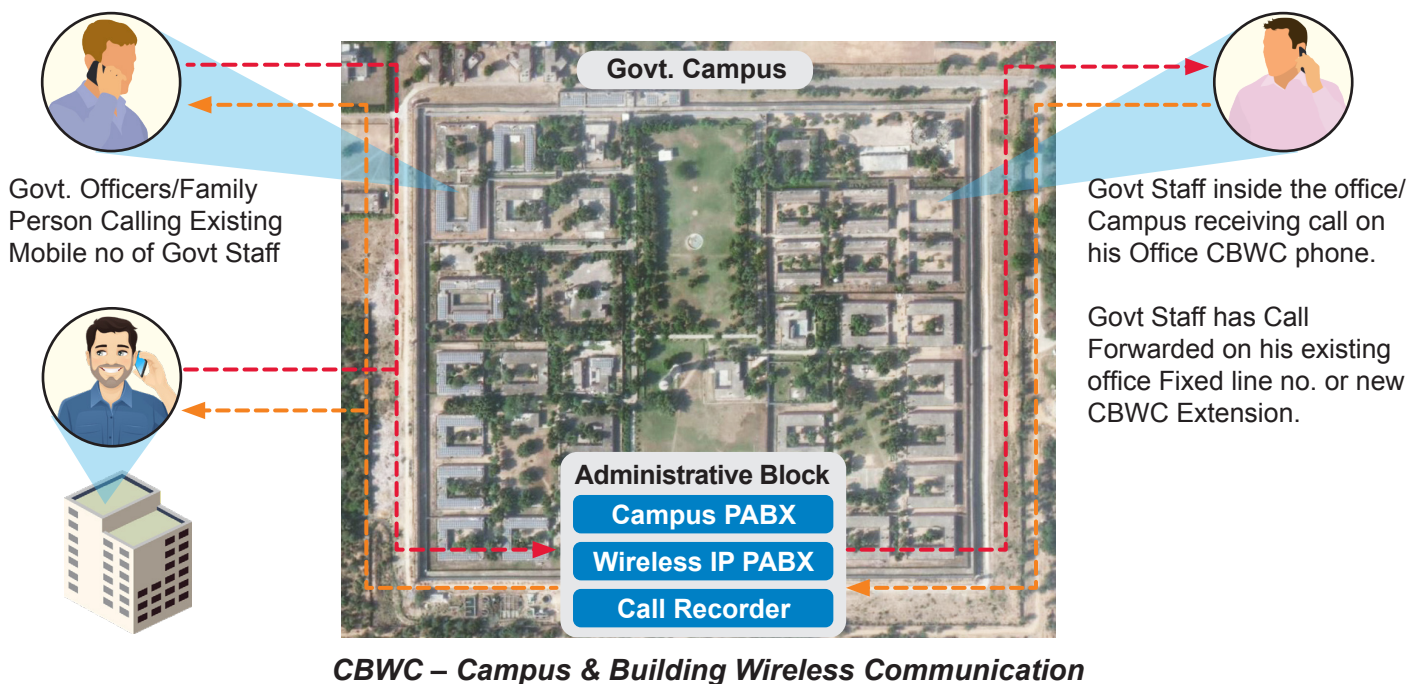 Govt. Campus
Govt. Officers/Family
Person Calling Existing
Mobile no of Govt Staff
Govt Staff inside the office/
Campus receiving call on
his Office CBWC phone.
Govt Staff has Call
Forwarded on his existing
office Fixed line no. or new
CBWC Extension.
Administrative Block
Campus PABX
Wireless IP PABX
Call Recorder
CBWC – Campus & Building Wireless Communication